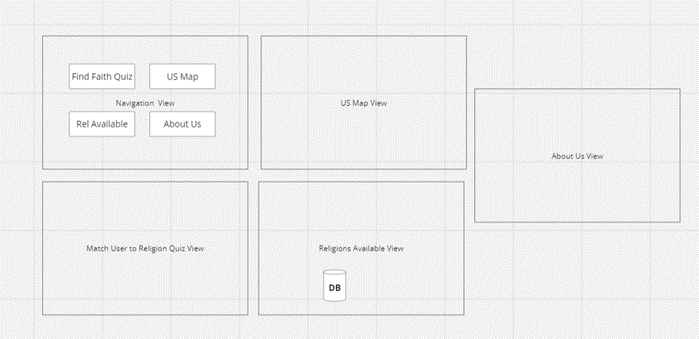 Find Faith Quiz
US Map
Navigation View
Rel Available
About Us
US Map View
About Us View
Match User to Religion Quiz View
Religions Available View
DB